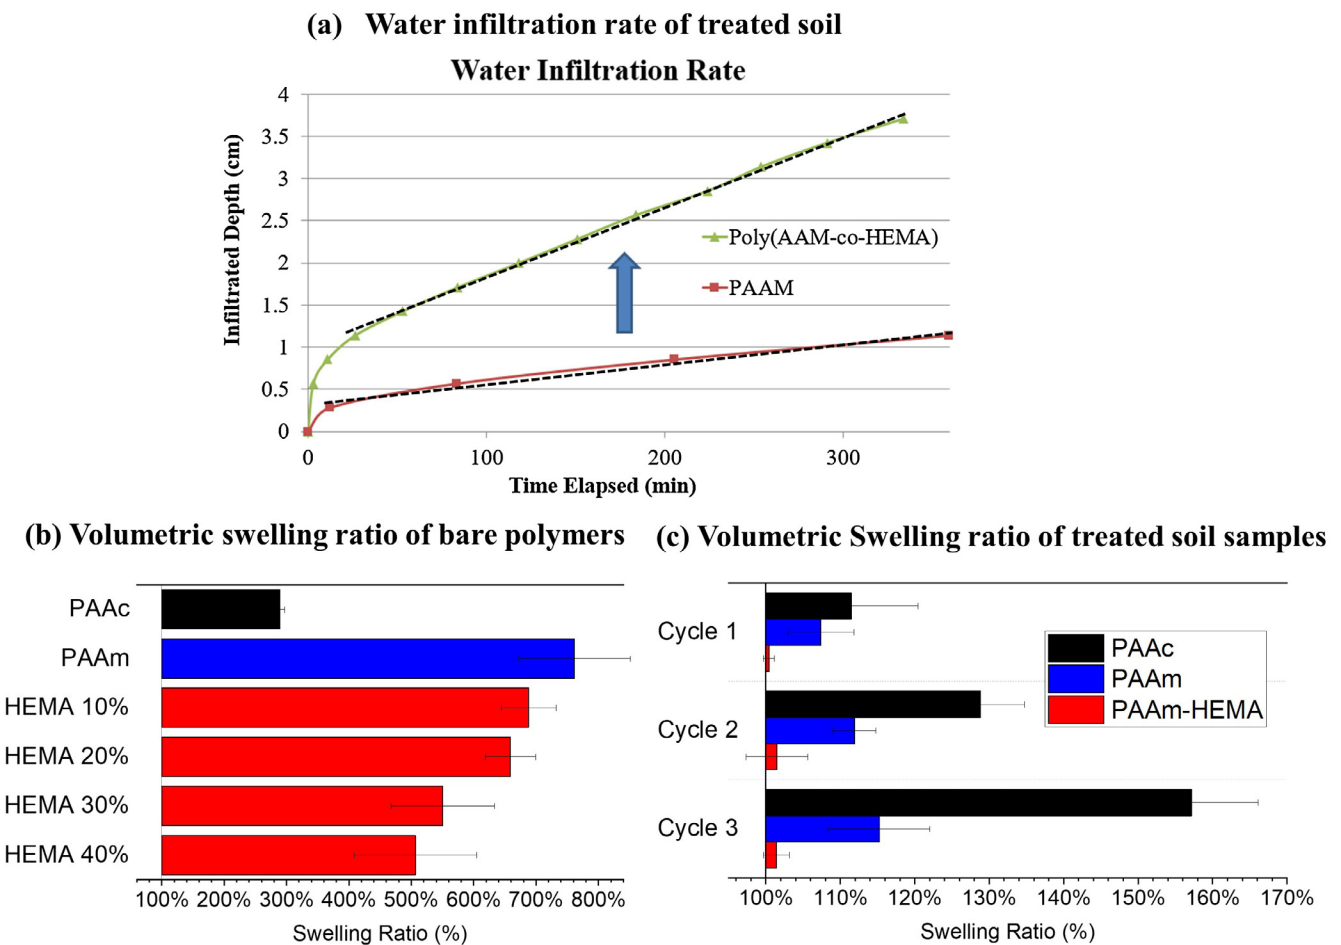 (a) Water infiltration rate of treated soil
Water Infiltration Rate
Infiltrated Depth (cm)
4
3.5
3
2.5
2
1.5
1
0.5
0
Poly(AAM-co-HEMA)
PAAM
0 100 200 300
Time Elapsed (min)
(b) Volumetric swelling ratio of bare polymers
PAAc
PAAm
HEMA 10%
HEMA 20%
HEMA 30%
HEMA 40%
100% 200% 300% 400% 500% 600% 700% 800%
Swelling Ratio (%)
(c) Volumetric Swelling ratio of treated soil samples
Cycle 1
Cycle 2
Cycle 3
PAAc
PAAm
PAAm-HEMA
100% 110% 120% 130% 140% 150% 160% 170%
Swelling Ratio (%)